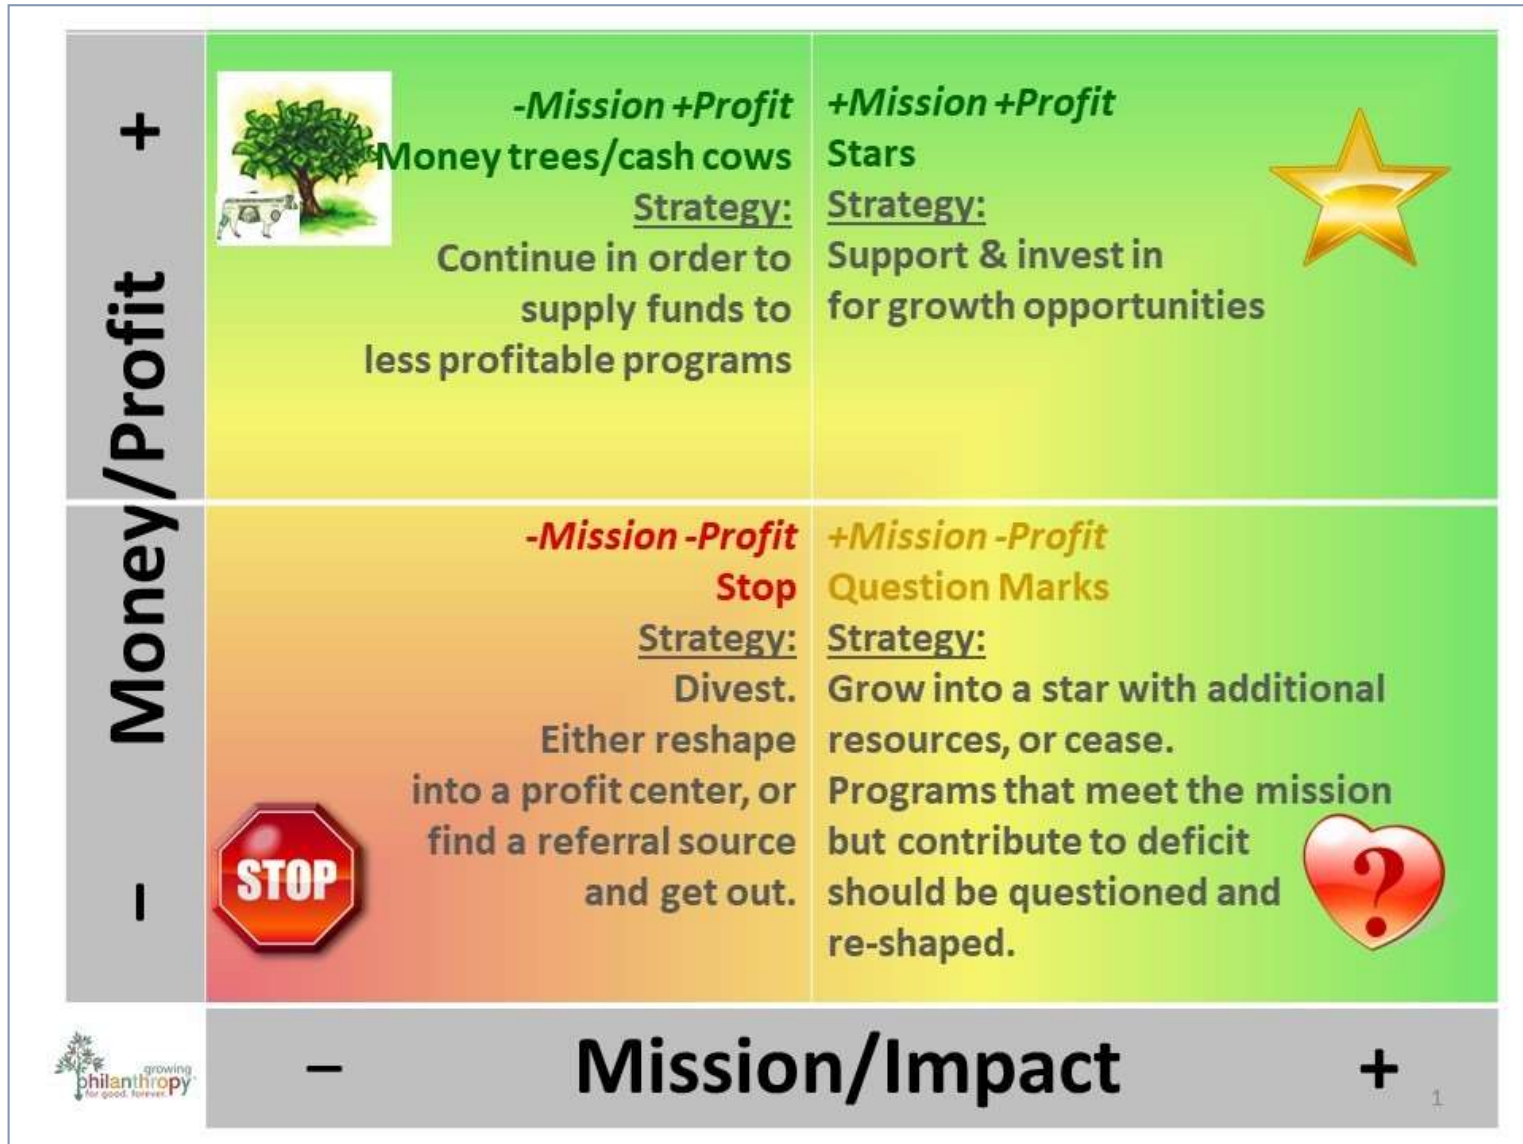 Money/Profit
+
–
-Mission +Profit
Money trees/cash cows
Strategy:
Continue in order to
supply funds to
less profitable programs
+Mission +Profit
Stars
Strategy:
Support & invest in
for growth opportunities
-Mission -Profit
Stop
Strategy:
Divest.
Either reshape
into a profit center, or
find a referral source
and get out.
STOP
+Mission -Profit
Question Marks
Strategy:
Grow into a star with additional
resources, or cease.
Programs that meet the mission
but contribute to deficit
should be questioned and
re-shaped.
?
growing
philanthropy
for good. forever.
–
Mission/Impact
+
1